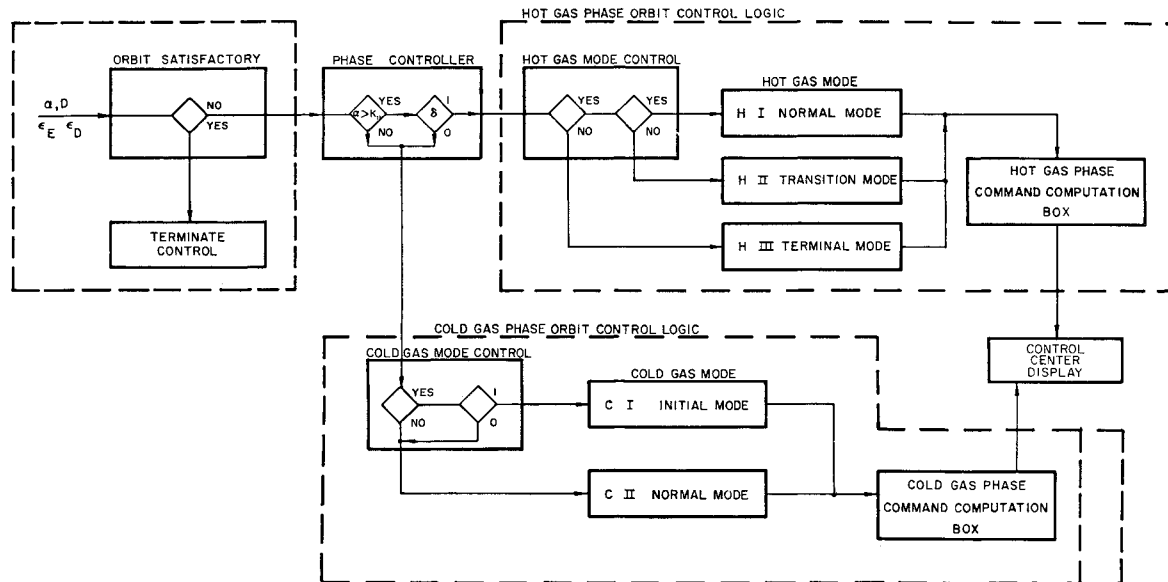 HOT GAS PHASE ORBIT CONTROL LOGIC
ORBIT SATISFACTORY
PHASE CONTROLLER
HOT GAS MODE CONTROL
HOT GAS MODE
α, D
ϵE ϵD
NO
YES
YES
α>K
NO
δ
1
0
YES
NO
YES
NO
H I NORMAL MODE
H II TRANSITION MODE
H III TERMINAL MODE
HOT GAS PHASE
COMMAND COMPUTATION
BOX
TERMINATE
CONTROL
COLD GAS PHASE ORBIT CONTROL LOGIC
COLD GAS MODE CONTROL
COLD GAS MODE
CONTROL
CENTER
DISPLAY
YES
NO
1
0
C I INITIAL MODE
C II NORMAL MODE
COLD GAS PHASE
COMMAND COMPUTATION
BOX